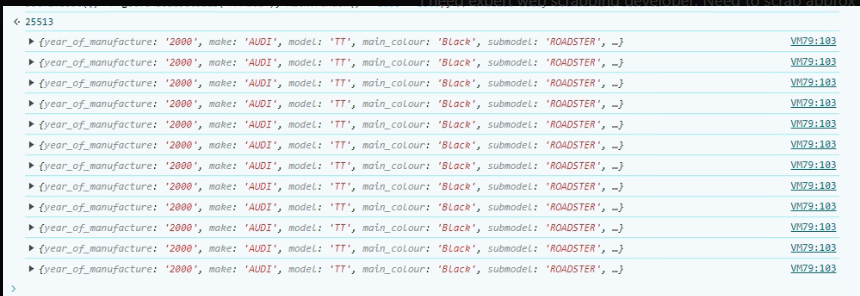 I need expert web scrapping developer. Need to scrap approx
25513
{year_of_manufacture: '2000', make: 'AUDI', model: 'TT', main_colour: 'Black', submodel: 'ROADSTER', …} VM79:103
{year_of_manufacture: '2000', make: 'AUDI', model: 'TT', main_colour: 'Black', submodel: 'ROADSTER', …} VM79:103
{year_of_manufacture: '2000', make: 'AUDI', model: 'TT', main_colour: 'Black', submodel: 'ROADSTER', …} VM79:103
{year_of_manufacture: '2000', make: 'AUDI', model: 'TT', main_colour: 'Black', submodel: 'ROADSTER', …} VM79:103
{year_of_manufacture: '2000', make: 'AUDI', model: 'TT', main_colour: 'Black', submodel: 'ROADSTER', …} VM79:103
{year_of_manufacture: '2000', make: 'AUDI', model: 'TT', main_colour: 'Black', submodel: 'ROADSTER', …} VM79:103
{year_of_manufacture: '2000', make: 'AUDI', model: 'TT', main_colour: 'Black', submodel: 'ROADSTER', …} VM79:103
{year_of_manufacture: '2000', make: 'AUDI', model: 'TT', main_colour: 'Black', submodel: 'ROADSTER', …} VM79:103
{year_of_manufacture: '2000', make: 'AUDI', model: 'TT', main_colour: 'Black', submodel: 'ROADSTER', …} VM79:103
{year_of_manufacture: '2000', make: 'AUDI', model: 'TT', main_colour: 'Black', submodel: 'ROADSTER', …} VM79:103
{year_of_manufacture: '2000', make: 'AUDI', model: 'TT', main_colour: 'Black', submodel: 'ROADSTER', …} VM79:103
{year_of_manufacture: '2000', make: 'AUDI', model: 'TT', main_colour: 'Black', submodel: 'ROADSTER', …} VM79:103